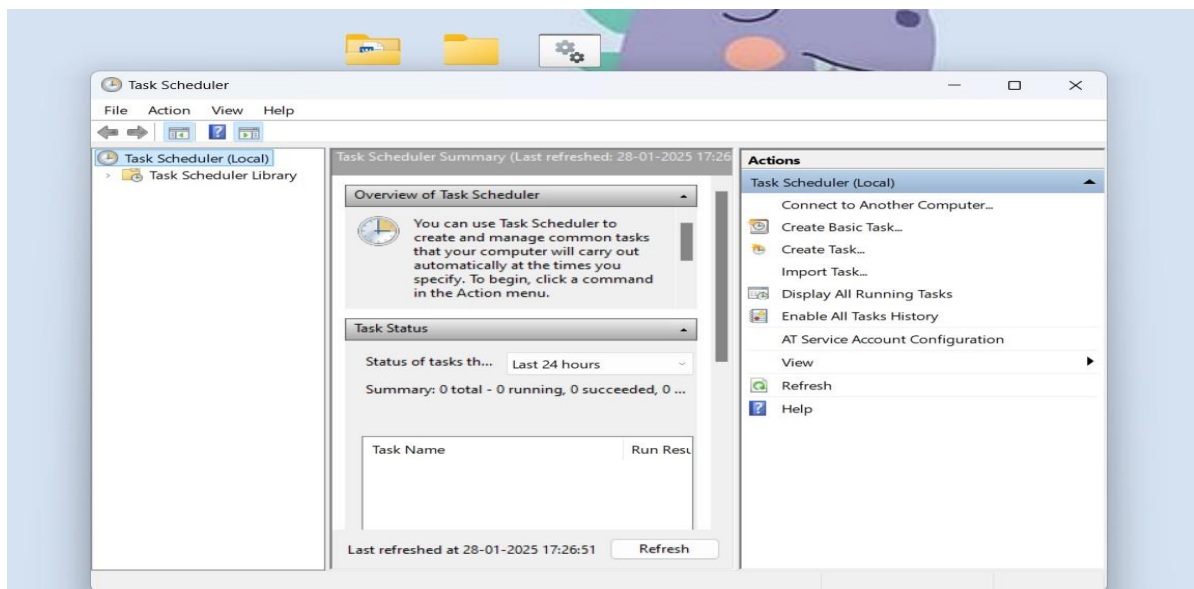 Task Scheduler
File Action View Help
Task Scheduler (Local)
Task Scheduler Library
Task Scheduler Summary (Last refreshed: 28-01-2025 17:26
Overview of Task Scheduler
You can use Task Scheduler to
create and manage common tasks
that your computer will carry out
automatically at the times you
specify. To begin, click a command
in the Action menu.
Task Status
Status of tasks th... Last 24 hours
Summary: 0 total - 0 running, 0 succeeded, 0 ...
Task Name Run Resu
Last refreshed at 28-01-2025 17:26:51 Refresh
Actions
Task Scheduler (Local)
Connect to Another Computer...
Create Basic Task...
Create Task...
Import Task...
Display All Running Tasks
Enable All Tasks History
AT Service Account Configuration
View
Refresh
Help